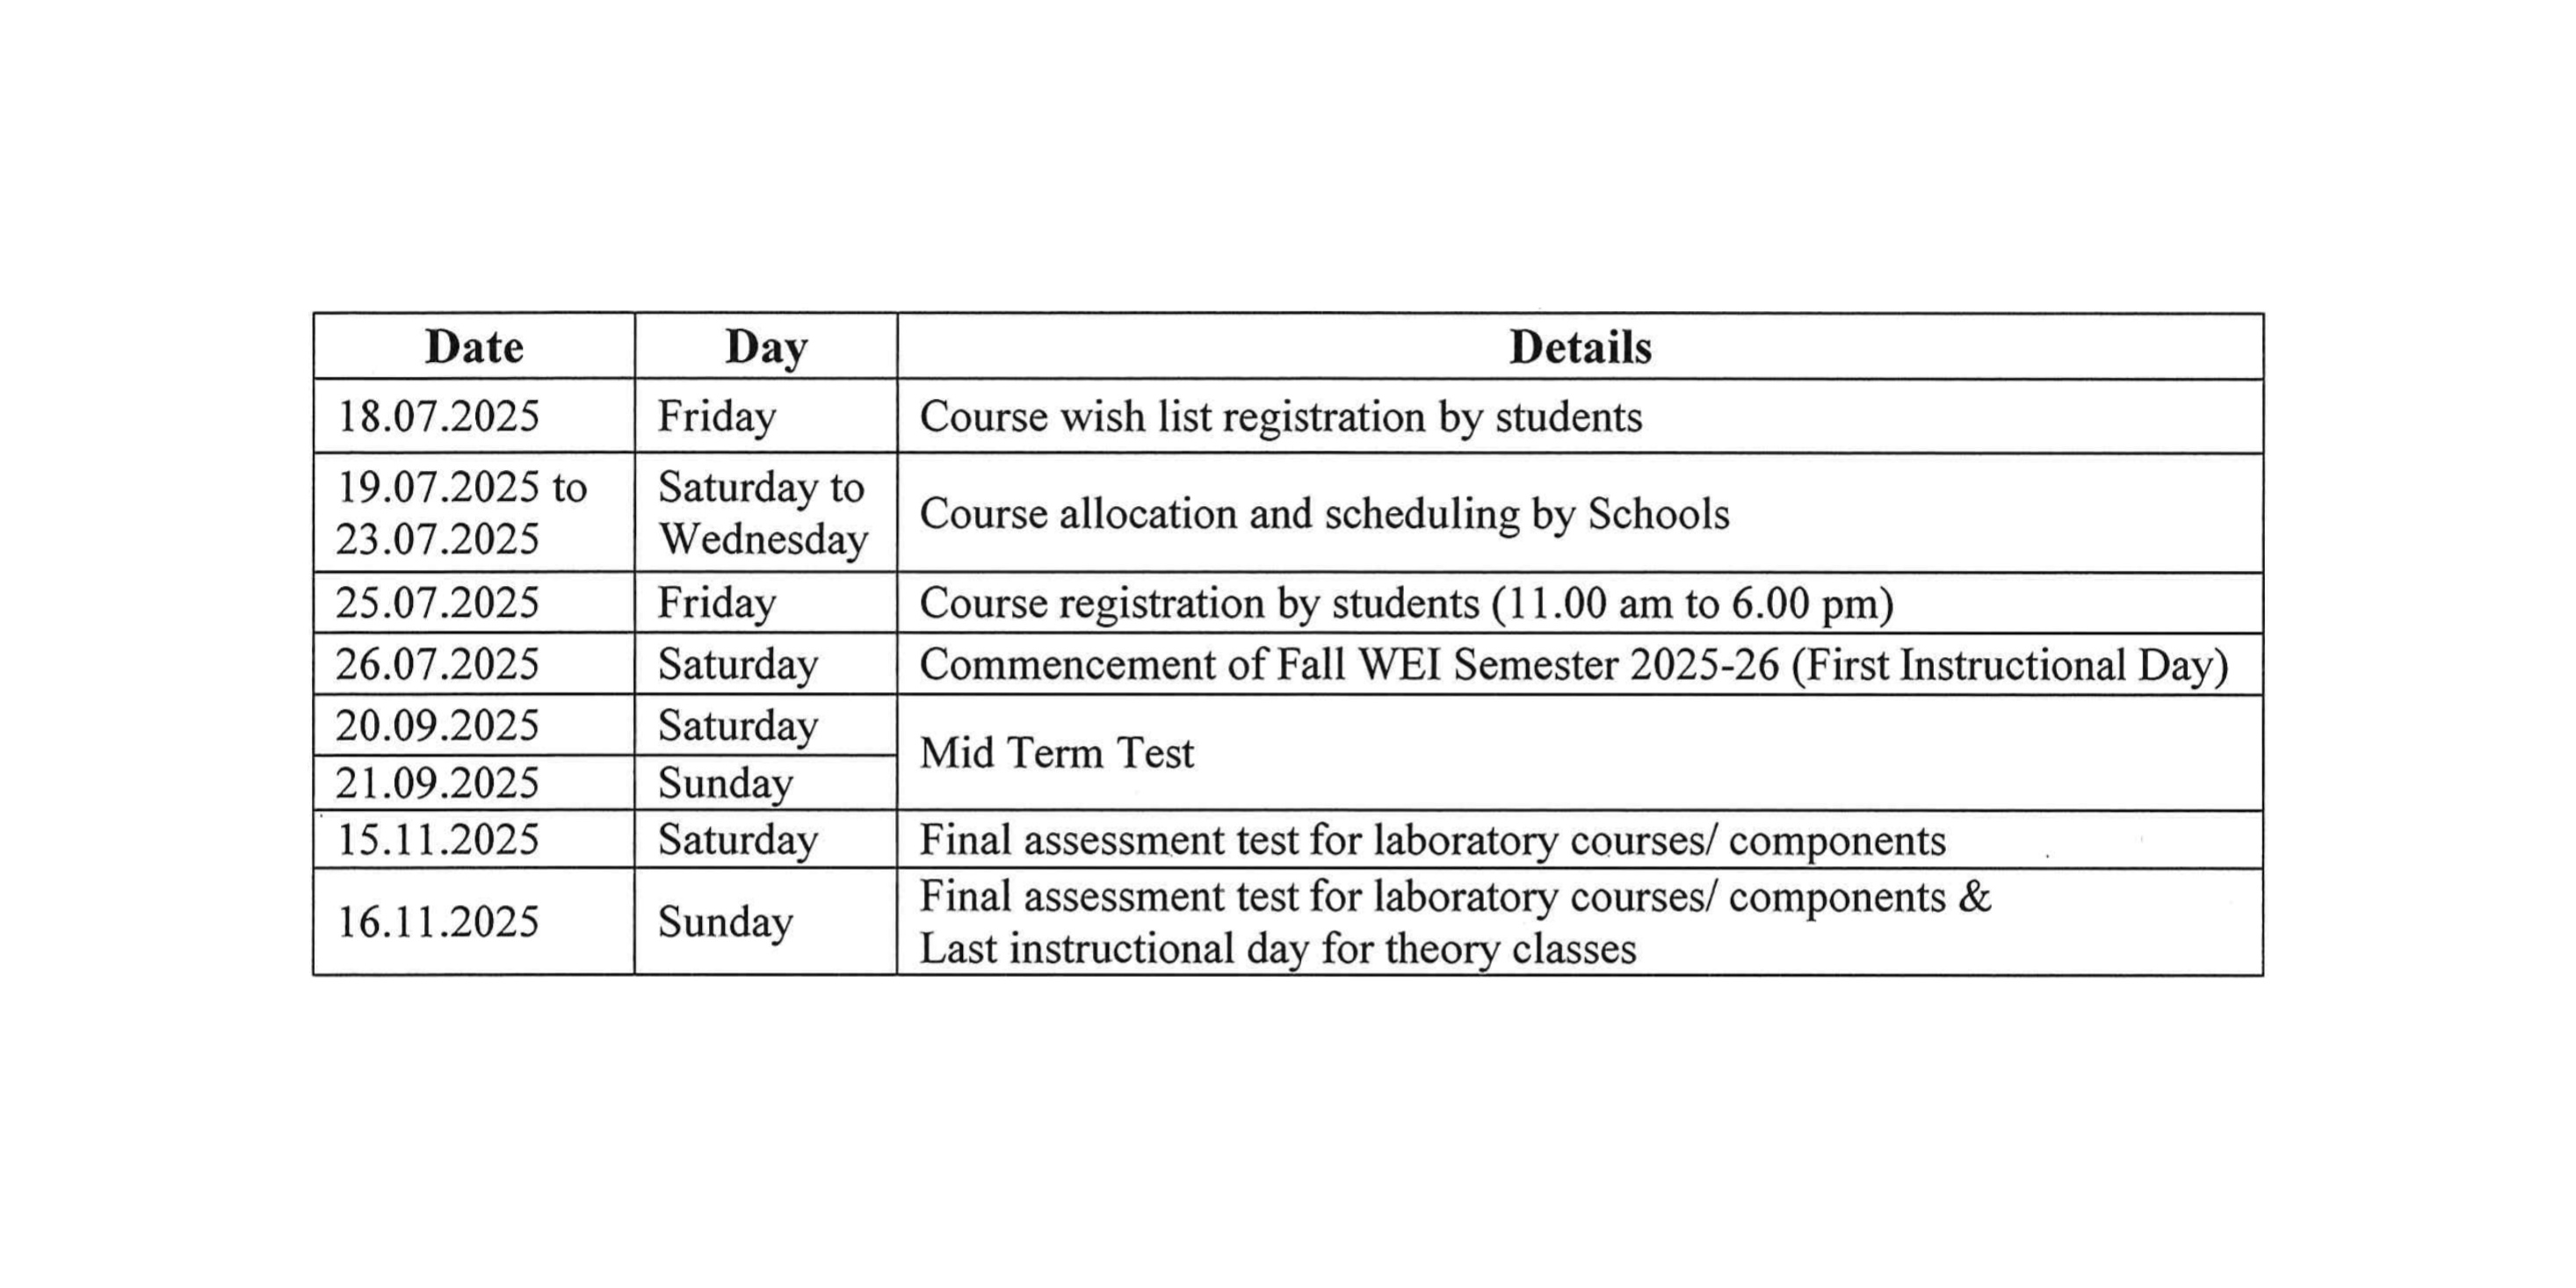 Date Day Details
18.07.2025 Friday Course wish list registration by students
19.07.2025 to Saturday to
23.07.2025 Wednesday
Course allocation and scheduling by Schools
25.07.2025 Friday Course registration by students (11.00 am to 6.00 pm)
26.07.2025 Saturday Commencement of Fall WEI Semester 2025-26 (First Instructional Day)
20.09.2025 Saturday
21.09.2025 Sunday
Mid Term Test
15.11.2025 Saturday Final assessment test for laboratory courses/ components
16.11.2025 Sunday
Final assessment test for laboratory courses/ components &
Last instructional day for theory classes